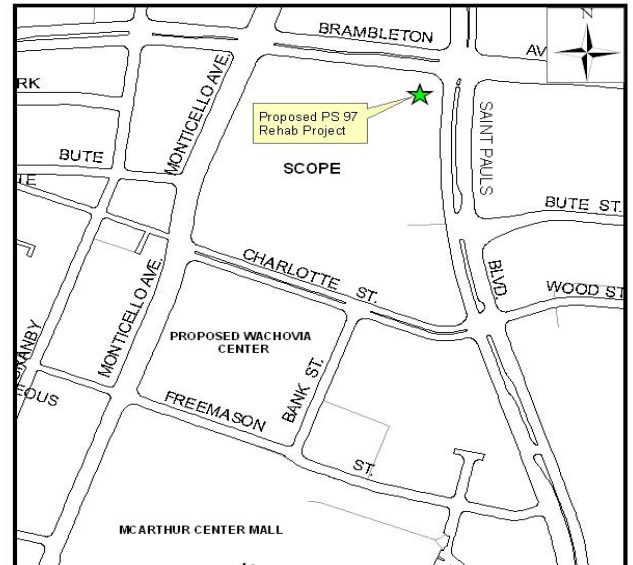 BRAMBLETON
AV
N
RK
MONTICELLO AVE.
Proposed PS 97
Rehab Project
SAINT PAULS
BUTE
SCOPE
BUTE ST.
CHARLOTTE ST.
BLVD.
WOOD ST
MONTICELLO AVE.
PROPOSED WACHOVIA
CENTER
BANK ST.
FREEMASON
ST.
EOUS
MCARTHUR CENTER MALL